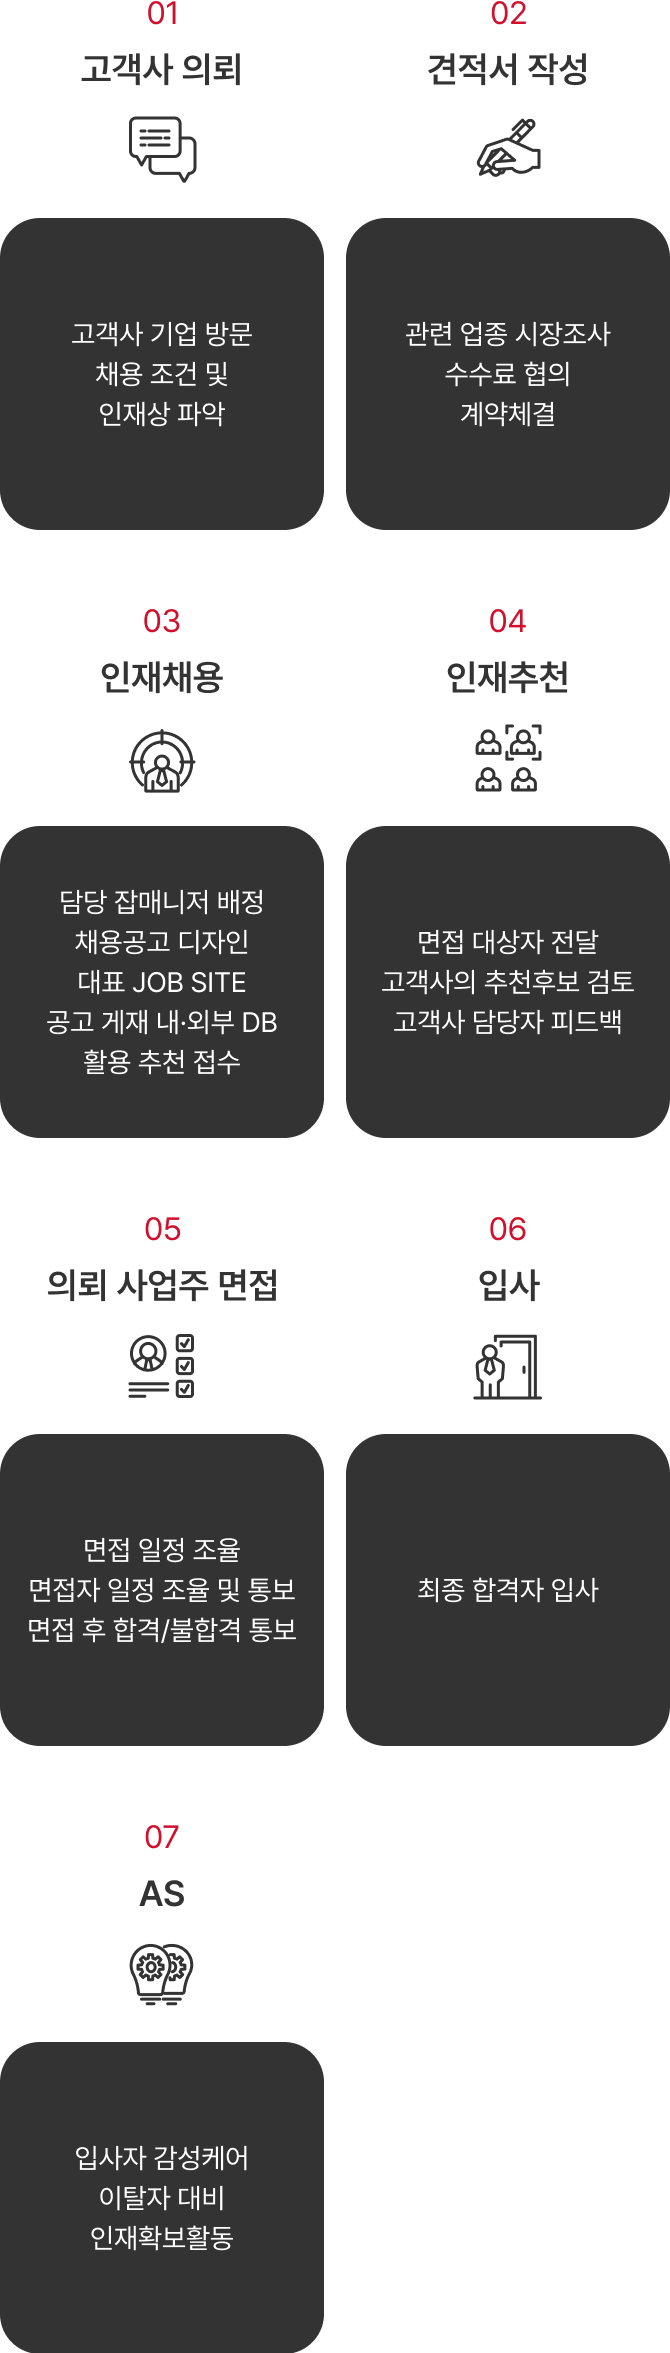 01
고객사 의뢰
고객사 기업 방문
채용 조건 및
인재상 파악
02
견적서 작성
관련 업종 시장조사
수수료 협의
계약체결
03
인재채용
담당 잡매니저 배정
채용공고 디자인
대표 JOB SITE
공고 게재 내·외부 DB
활용 추천 접수
04
인재추천
면접 대상자 전달
고객사의 추천후보 검토
고객사 담당자 피드백
05
의뢰 사업주 면접
면접 일정 조율
면접자 일정 조율 및 통보
면접 후 합격/불합격 통보
06
입사
최종 합격자 입사
07
AS
입사자 감성케어
이탈자 대비
인재확보활동